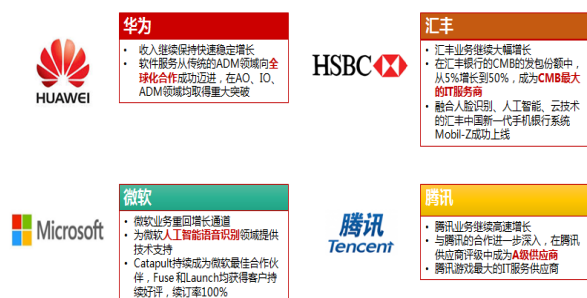 华为
HUAWEI
• 收入继续保持快速稳定增长
• 软件服务从传统的ADM领域向全
球化合作成功迈进，在AO、IO、
ADM领域均取得重大突破
汇丰
HSBC
• 汇丰业务继续大幅增长
• 在汇丰银行的CMB的发包份额中，
从5%增长到50%，成为CMB最大
的IT服务商
• 融合人脸识别、人工智能、云技术
的汇丰中国新一代手机银行系统
Mobil-Z成功上线
微软
Microsoft
• 微软业务重回增长通道
• 为微软人工智能语音识别领域提供
技术支持
• Catapult持续成为微软最佳合作伙
伴，Fuse 和Launch均获得客户持
续好评，续订率100%
腾讯
腾讯
Tencent
• 腾讯业务继续高速增长
• 与腾讯的合作进一步深入，在腾讯
供应商评级中成为A级供应商
• 腾讯游戏最大的IT服务供应商